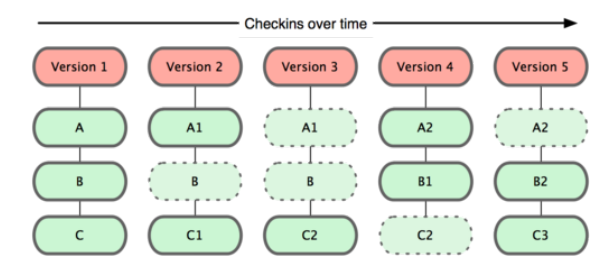 Checkins over time
Version 1 Version 2 Version 3 Version 4 Version 5
A A1 A1 A2 A2
B B B B1 B2
C C1 C2 C2 C3